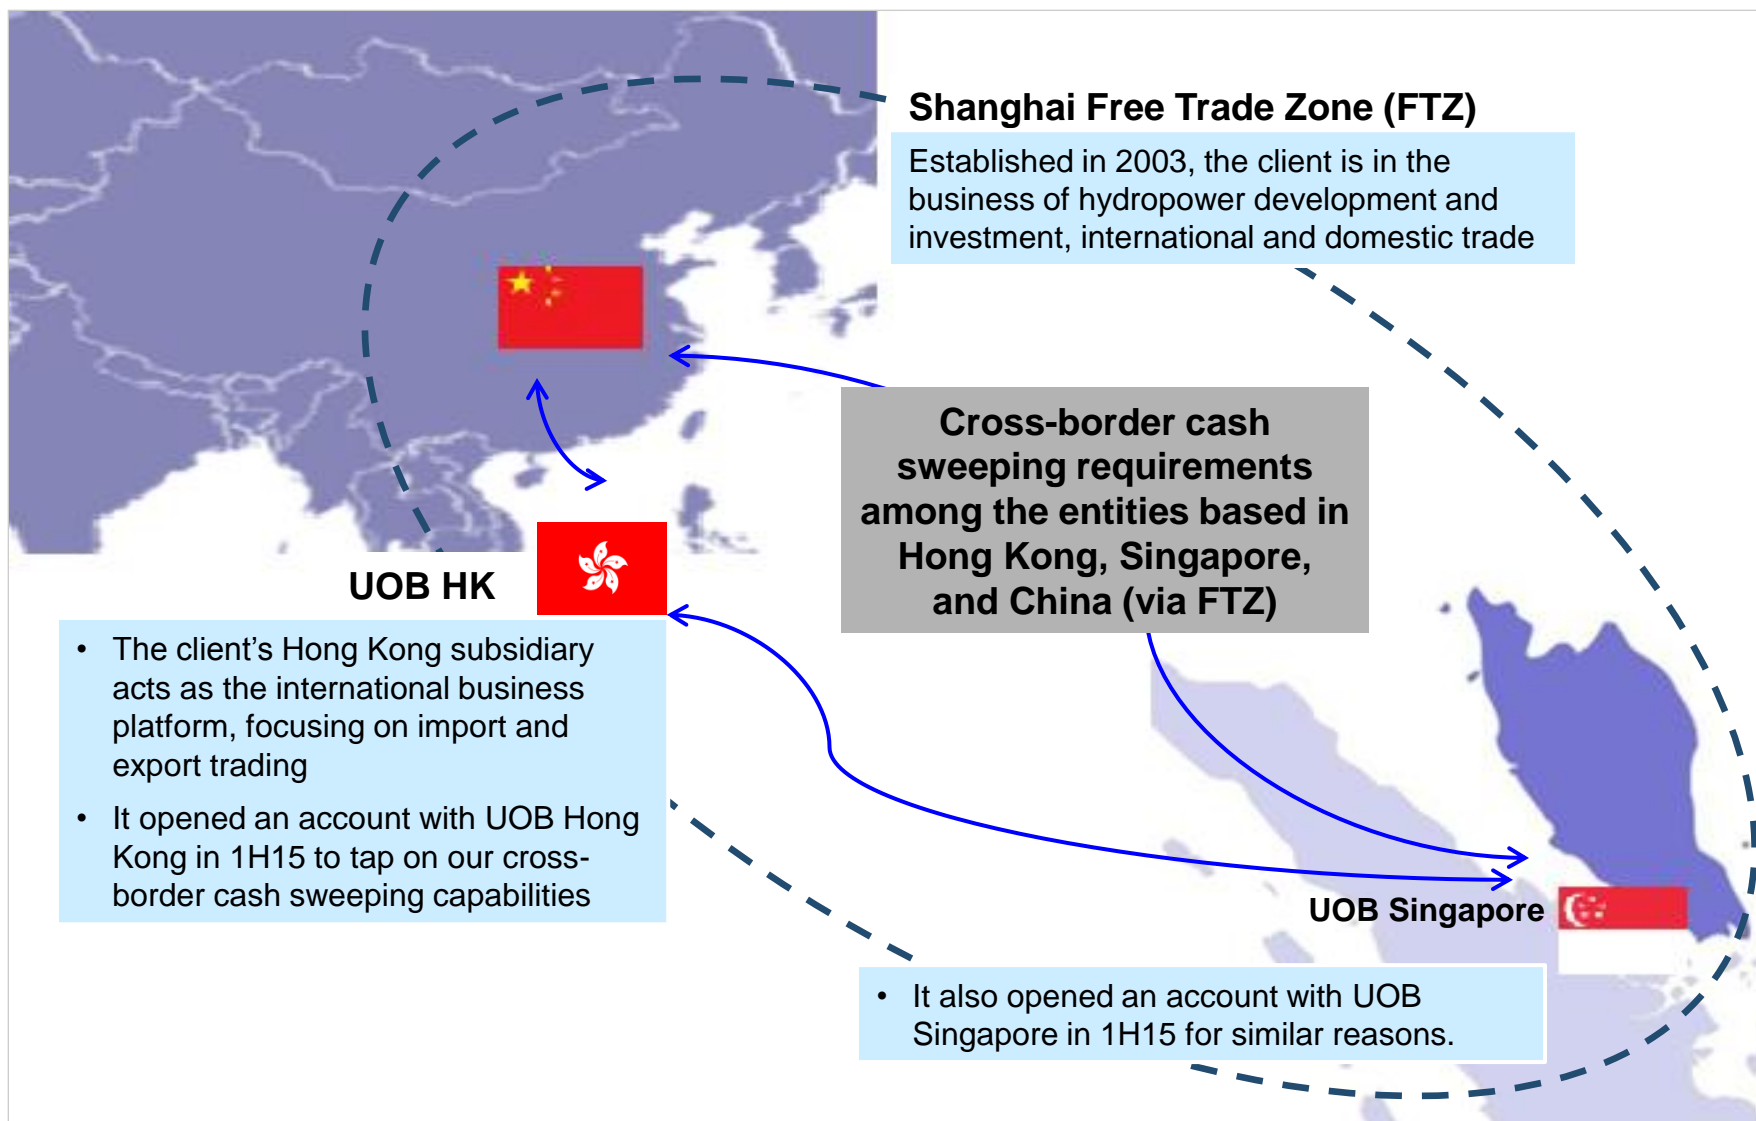 Shanghai Free Trade Zone (FTZ)
Established in 2003, the client is in the
business of hydropower development and
investment, international and domestic trade
Cross-border cash
sweeping requirements
among the entities based in
Hong Kong, Singapore,
and China (via FTZ)
UOB HK
• The client’s Hong Kong subsidiary
acts as the international business
platform, focusing on import and
export trading
• It opened an account with UOB Hong
Kong in 1H15 to tap on our cross-
border cash sweeping capabilities
UOB Singapore
• It also opened an account with UOB
Singapore in 1H15 for similar reasons.